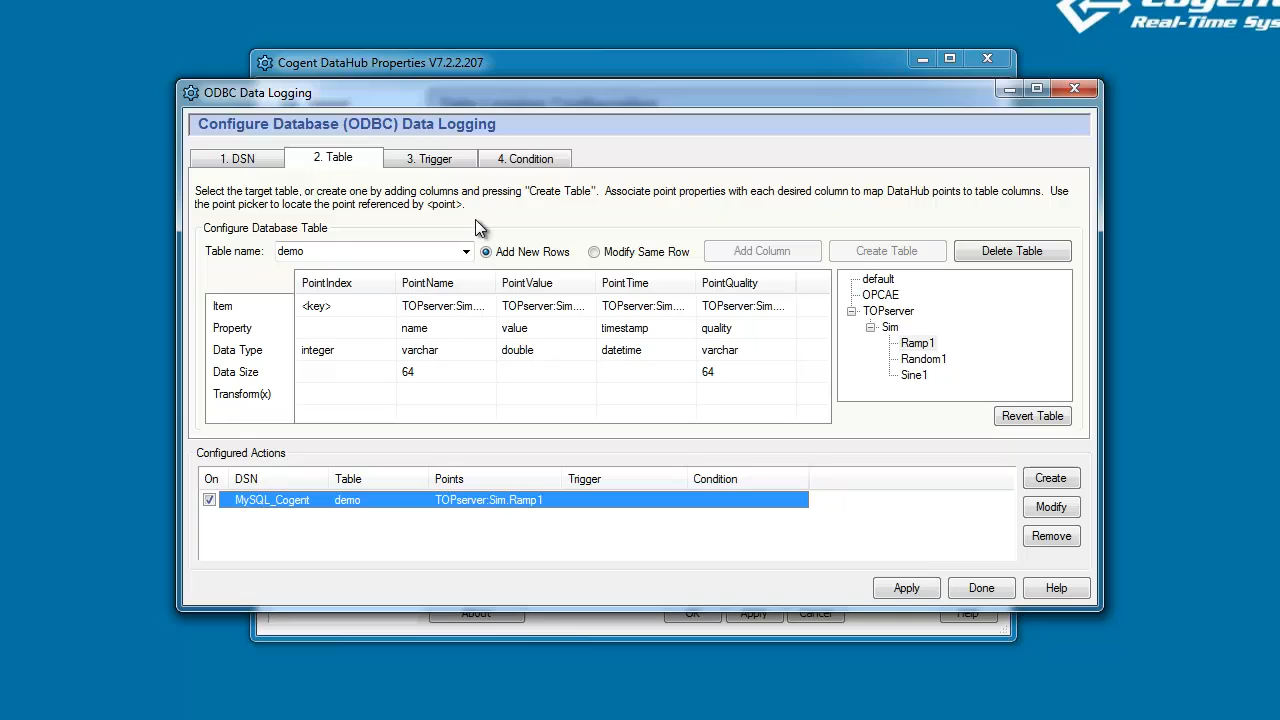 Real-Time Sys
Cogent DataHub Properties V7.2.2.207
ODBC Data Logging
Configure Database (ODBC) Data Logging
1. DSN 2. Table 3. Trigger 4. Condition
Select the target table, or create one by adding columns and pressing "Create Table". Associate point properties with each desired column to map DataHub points to table columns. Use
the point picker to locate the point referenced by <point>.
Configure Database Table
Table name: demo Add New Rows Modify Same Row Add Column Create Table Delete Table
PointIndex PointName PointValue PointTime PointQuality
Item <key> TOPserver:Sim.... TOPserver:Sim.... TOPserver:Sim.... TOPserver:Sim....
Property name value timestamp quality
Data Type integer varchar double datetime varchar
Data Size 64 64
Transform(x)
default
OPCAE
TOPserver
Sim
Ramp1
Random1
Sine1
Revert Table
Configured Actions
On DSN Table Points Trigger Condition
MySQL_Cogent demo TOPserver:Sim.Ramp1
Create
Modify
Remove
Apply Done Help
About OK Apply Cancel Help